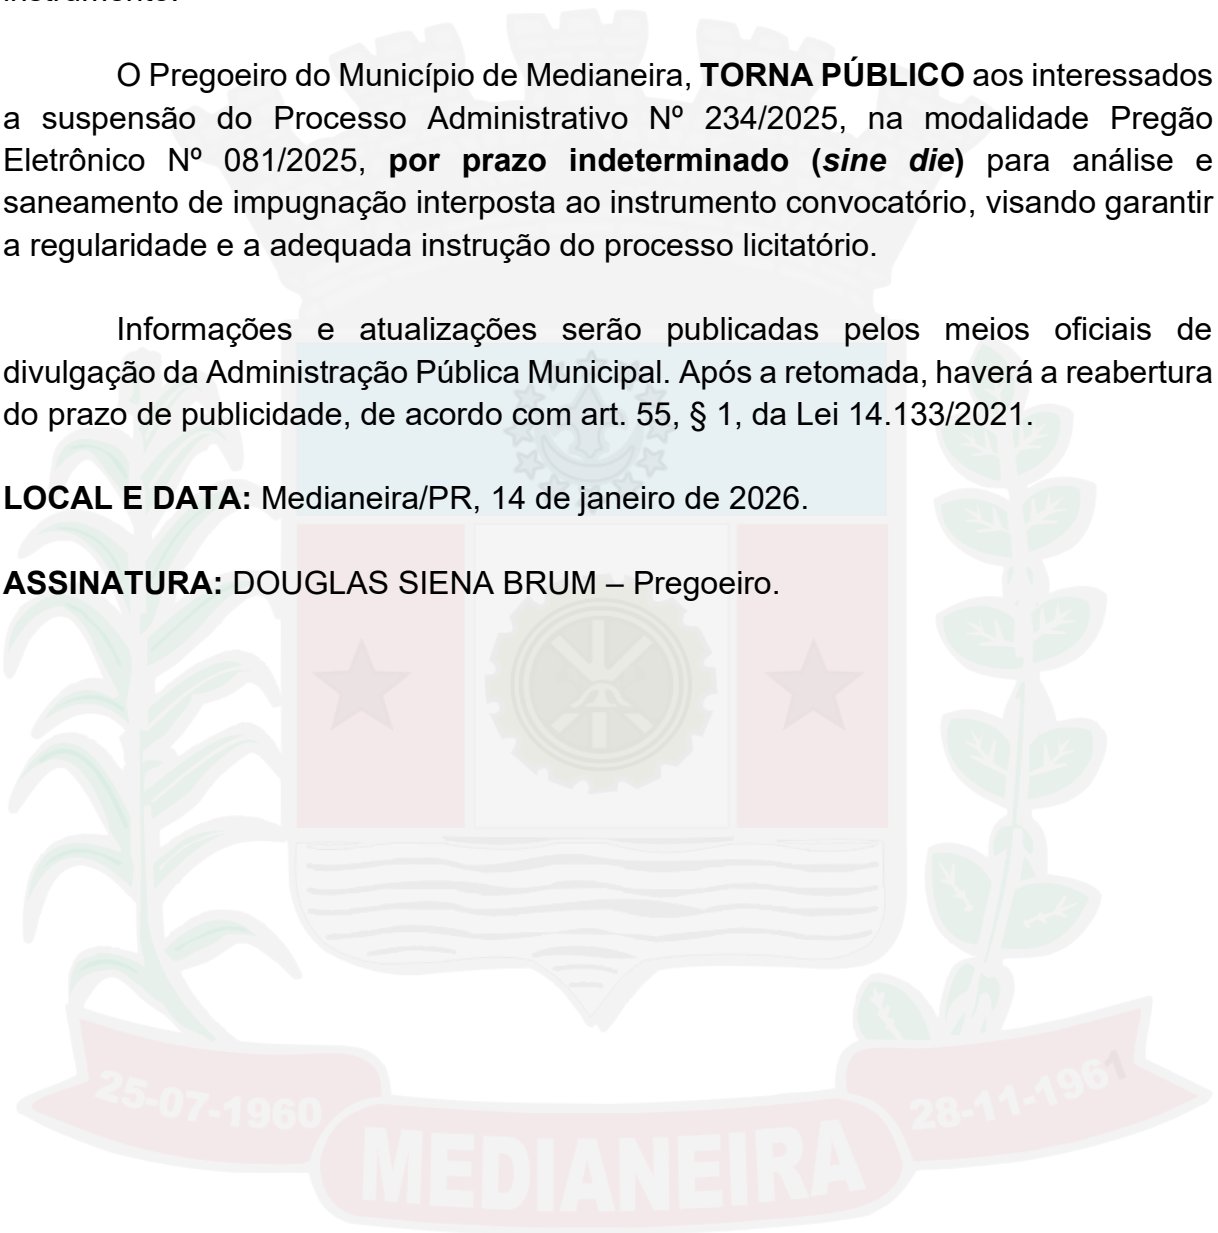 instrumento.
O Pregoeiro do Município de Medianeira, TORNA PÚBLICO aos interessados
a suspensão do Processo Administrativo Nº 234/2025, na modalidade Pregão
Eletrônico Nº 081/2025, por prazo indeterminado (sine die) para análise e
saneamento de impugnação interposta ao instrumento convocatório, visando garantir
a regularidade e a adequada instrução do processo licitatório.
Informações e atualizações serão publicadas pelos meios oficiais de
divulgação da Administração Pública Municipal. Após a retomada, haverá a reabertura
do prazo de publicidade, de acordo com art. 55, § 1, da Lei 14.133/2021.
LOCAL E DATA: Medianeira/PR, 14 de janeiro de 2026.
ASSINATURA: DOUGLAS SIENA BRUM – Pregoeiro.
25-07-1960
28-11-1961
MEDIANEIRA